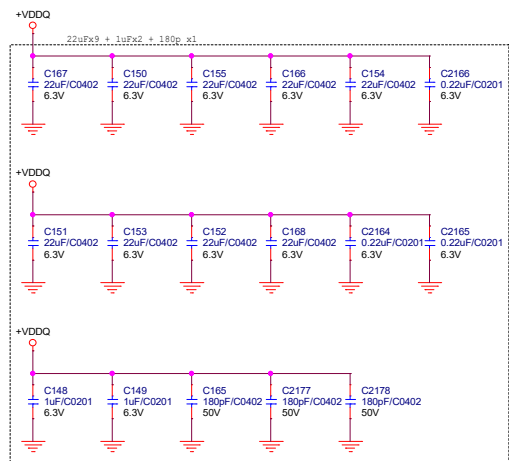 +VDDQ
22uFx9 + 1uFx2 + 180p x1
C167 C150 C155 C166 C154 C2166
22uF/C0402 22uF/C0402 22uF/C0402 22uF/C0402 22uF/C0402 0.22uF/C0201
6.3V 6.3V 6.3V 6.3V 6.3V 6.3V
+VDDQ
C151 C153 C152 C168 C2164 C2165
22uF/C0402 22uF/C0402 22uF/C0402 22uF/C0402 0.22uF/C0201 0.22uF/C0201
6.3V 6.3V 6.3V 6.3V 6.3V 6.3V
+VDDQ
C148 C149 C165 C2177 C2178
1uF/C0201 1uF/C0201 180pF/C0402 180pF/C0402 180pF/C0402
6.3V 6.3V 50V 50V 50V